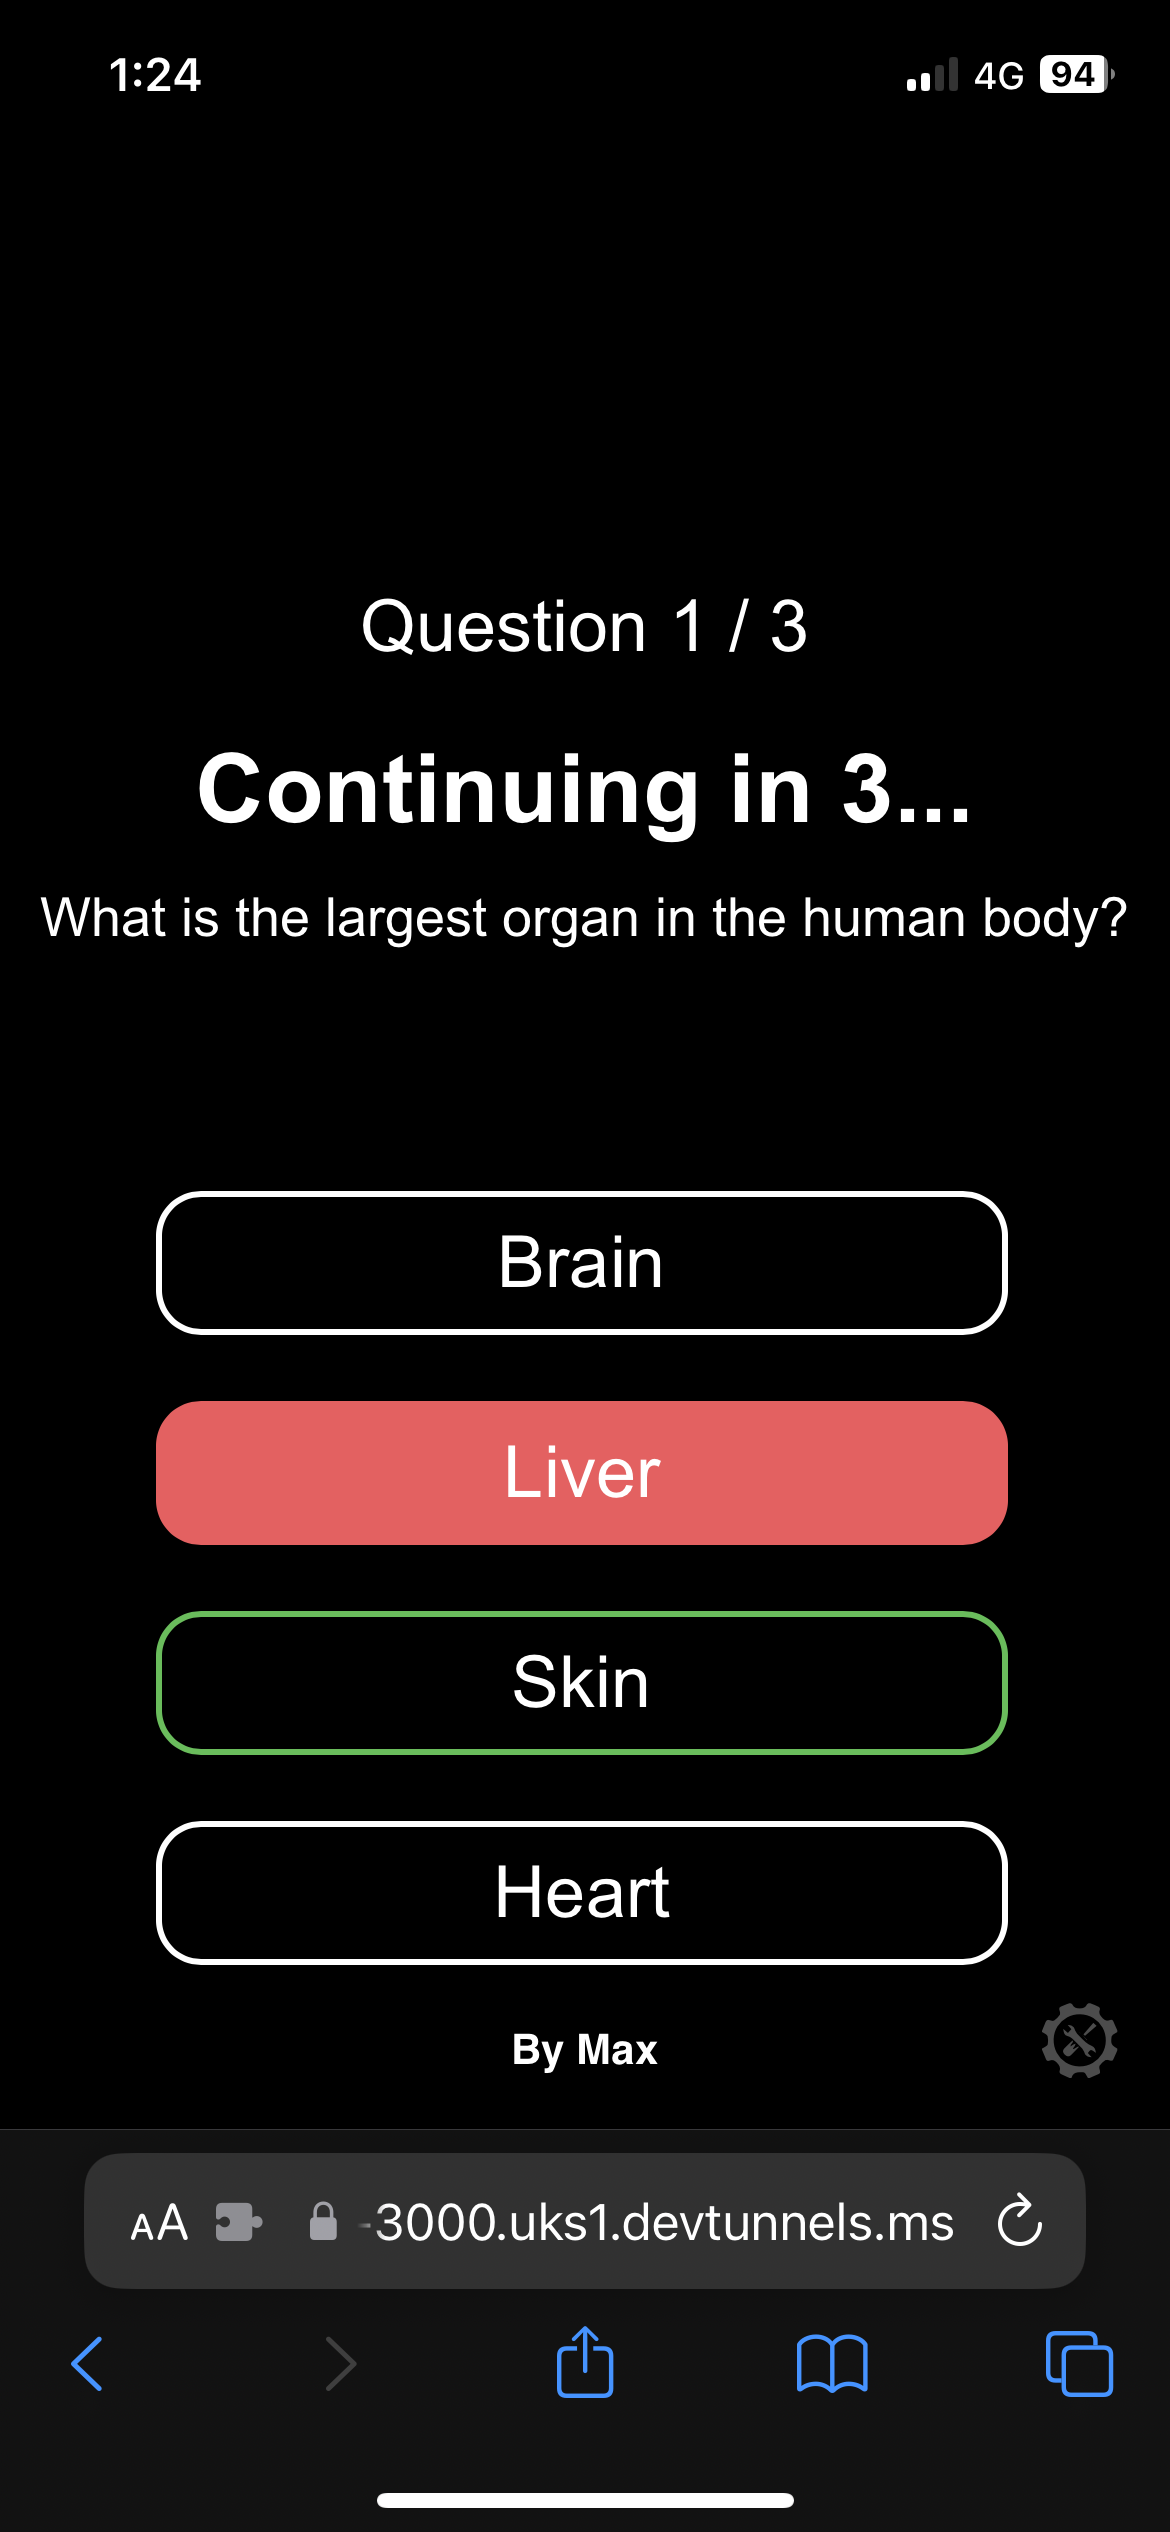 1:24
4G 94
Question 1 / 3
Continuing in 3...
What is the largest organ in the human body?
Brain
Liver
Skin
Heart
By Max
AA -3000.uks1.devtunnels.ms